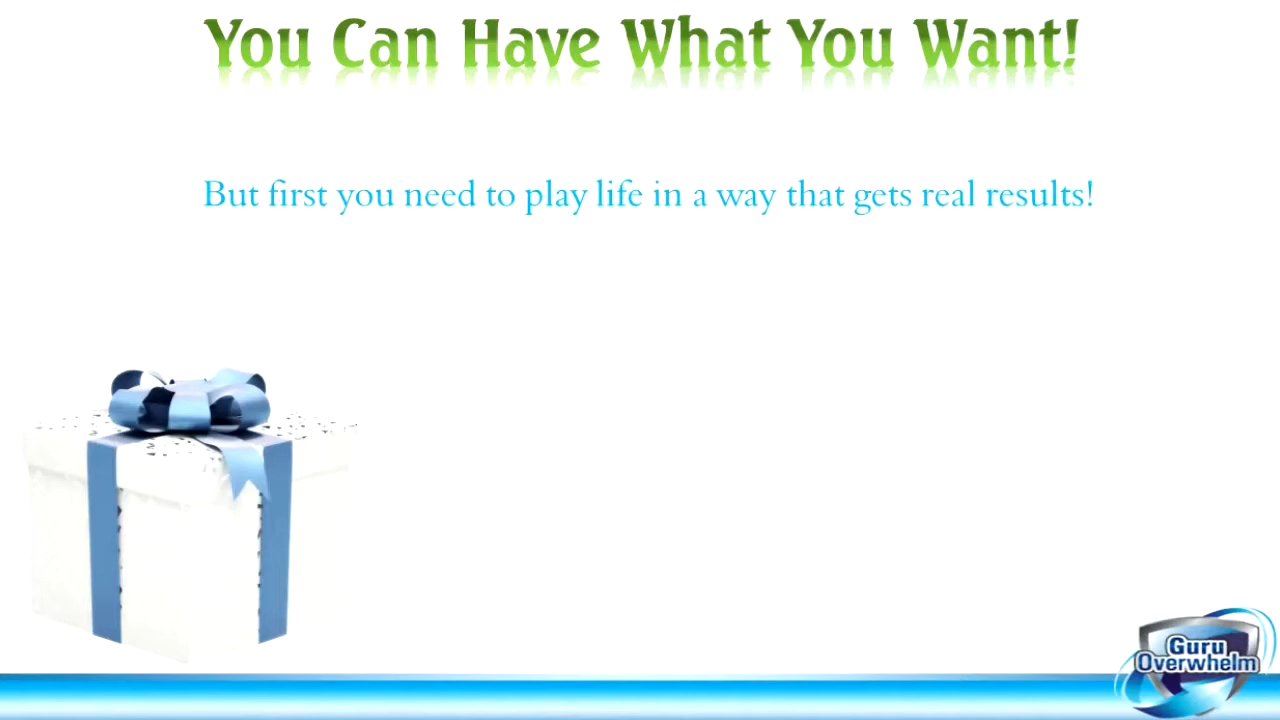 You Can Have What You Want!
But first you need to play life in a way that gets real results!
Guru
Overwhelm